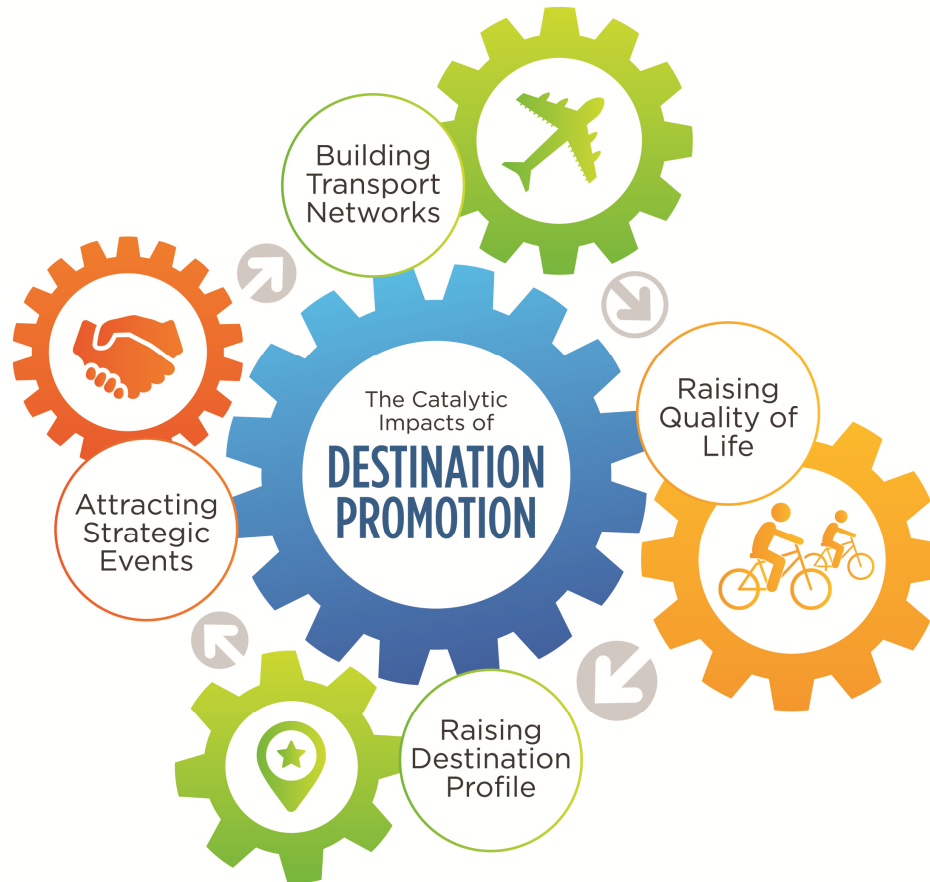 Building
Transport
Networks
The Catalytic
Impacts of
DESTINATION
PROMOTION
Raising
Quality of
Life
Attracting
Strategic
Events
Raising
Destination
Profile